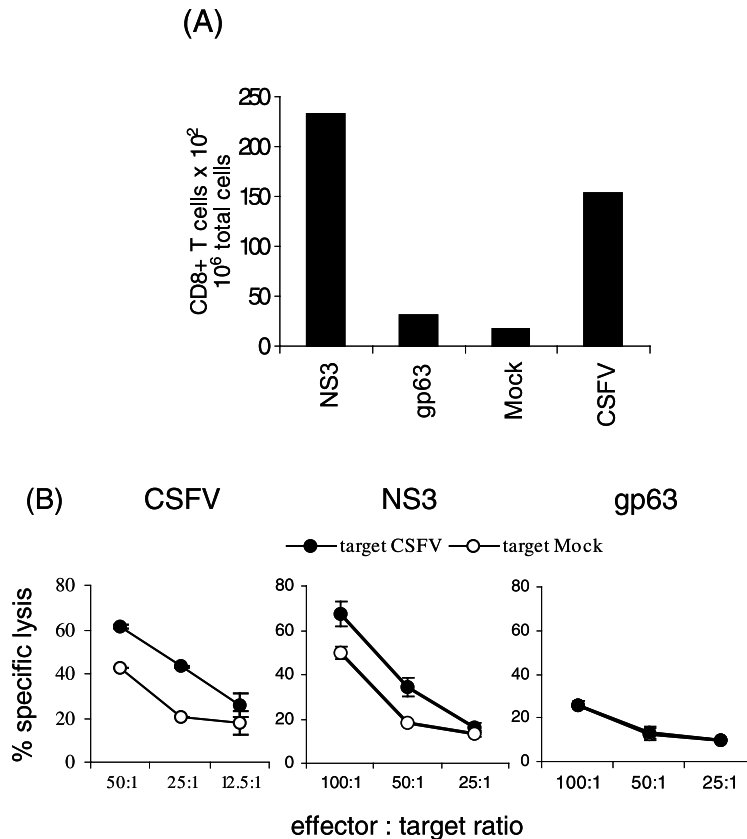 (A)
CD8+ T cells x 10²
10⁶ total cells
250
200
150
100
50
0
NS3
gp63
Mock
CSFV
(B)
CSFV
NS3
gp63
target CSFV
target Mock
% specific lysis
80
60
40
20
0
50:1
25:1
12.5:1
80
60
40
20
0
100:1
50:1
25:1
80
60
40
20
0
100:1
50:1
25:1
effector : target ratio